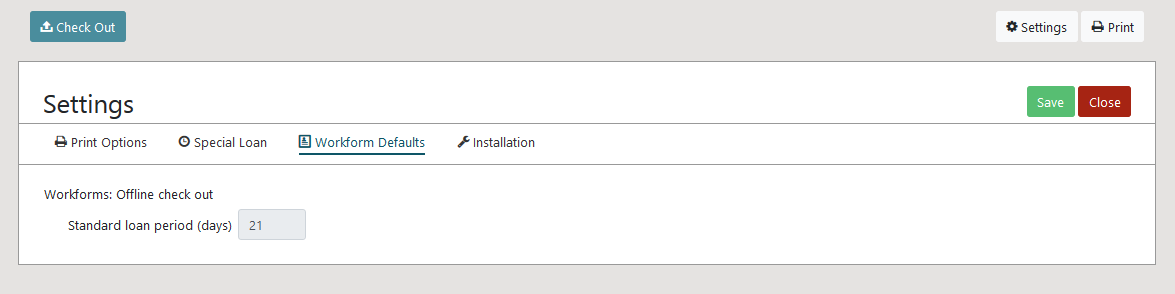 Check Out Settings Print
Settings Save Close
Print Options Special Loan Workform Defaults Installation
Workforms: Offline check out
Standard loan period (days) 21